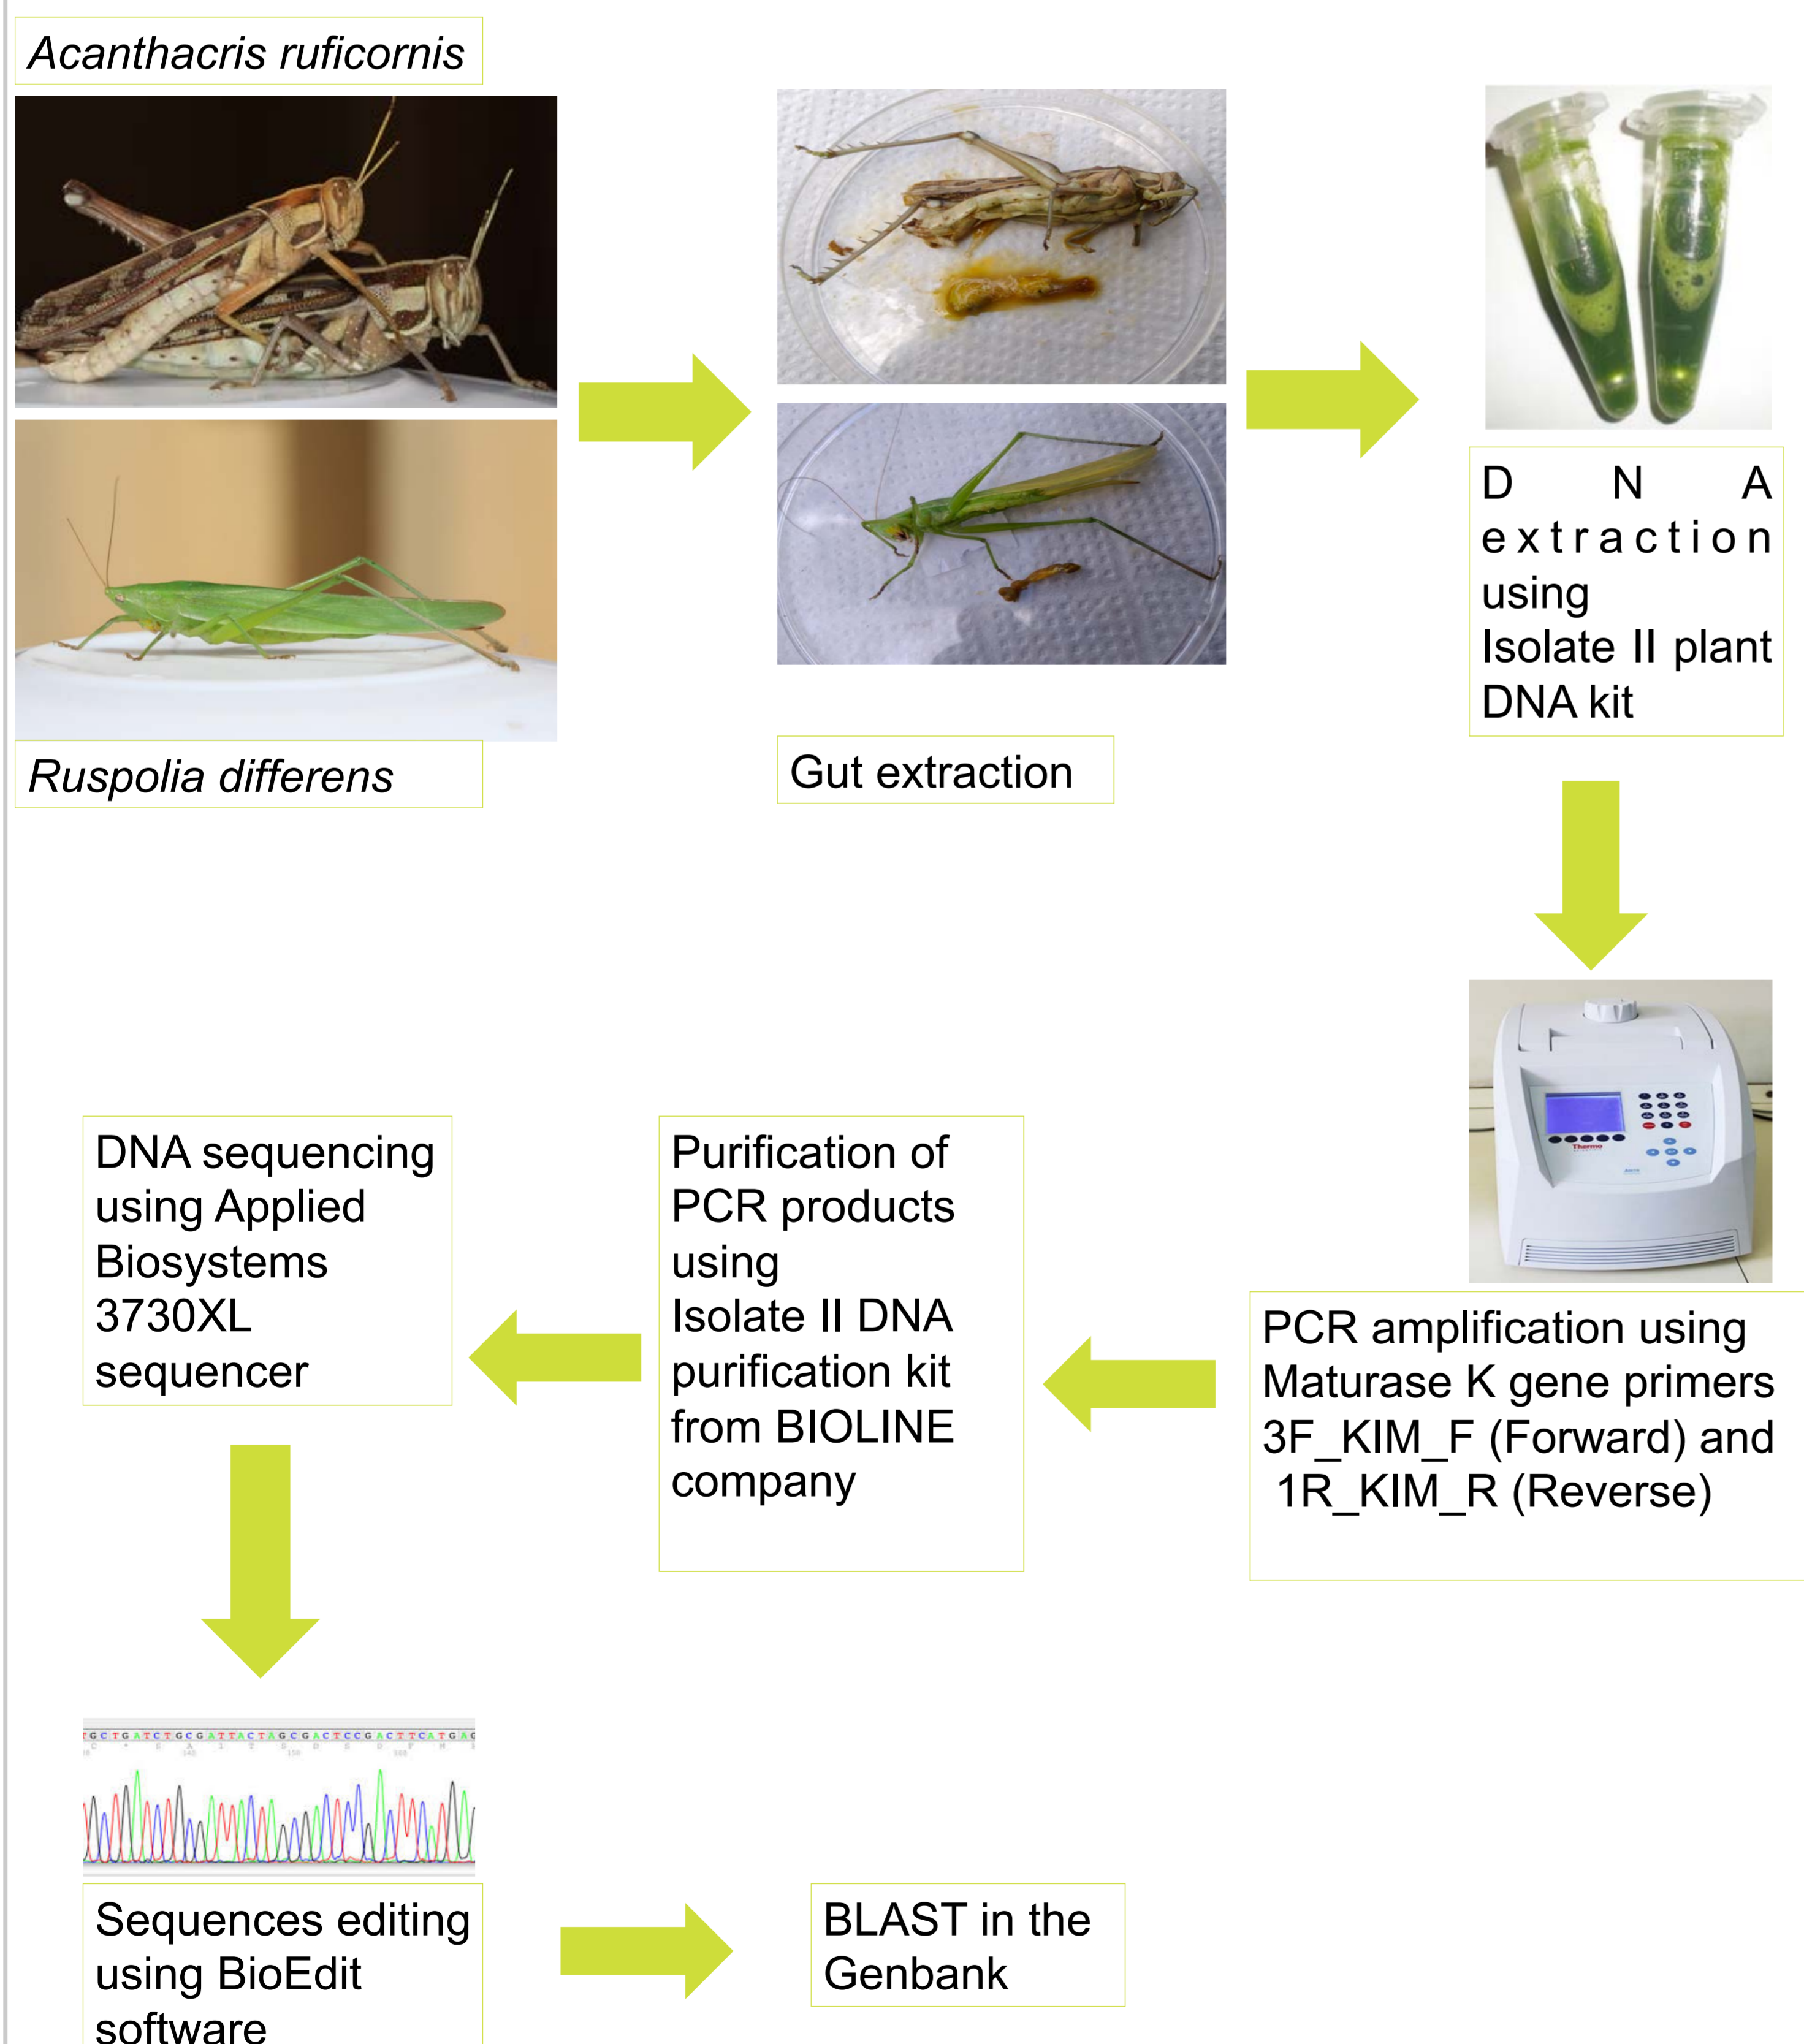 Acanthacris ruficornis
Ruspolia differens
Gut extraction
D N A
extraction
using
Isolate II plant
DNA kit
Thermo
PCR amplification using
Maturase K gene primers
3F_KIM_F (Forward) and
1R_KIM_R (Reverse)
Purification of
PCR products
using
Isolate II DNA
purification kit
from BIOLINE
company
DNA sequencing
using Applied
Biosystems
3730XL
sequencer
TGCTGATCTGCGATTACTAGCGACTCCGACTTCATGAG
Sequences editing
using BioEdit
software
BLAST in the
Genbank